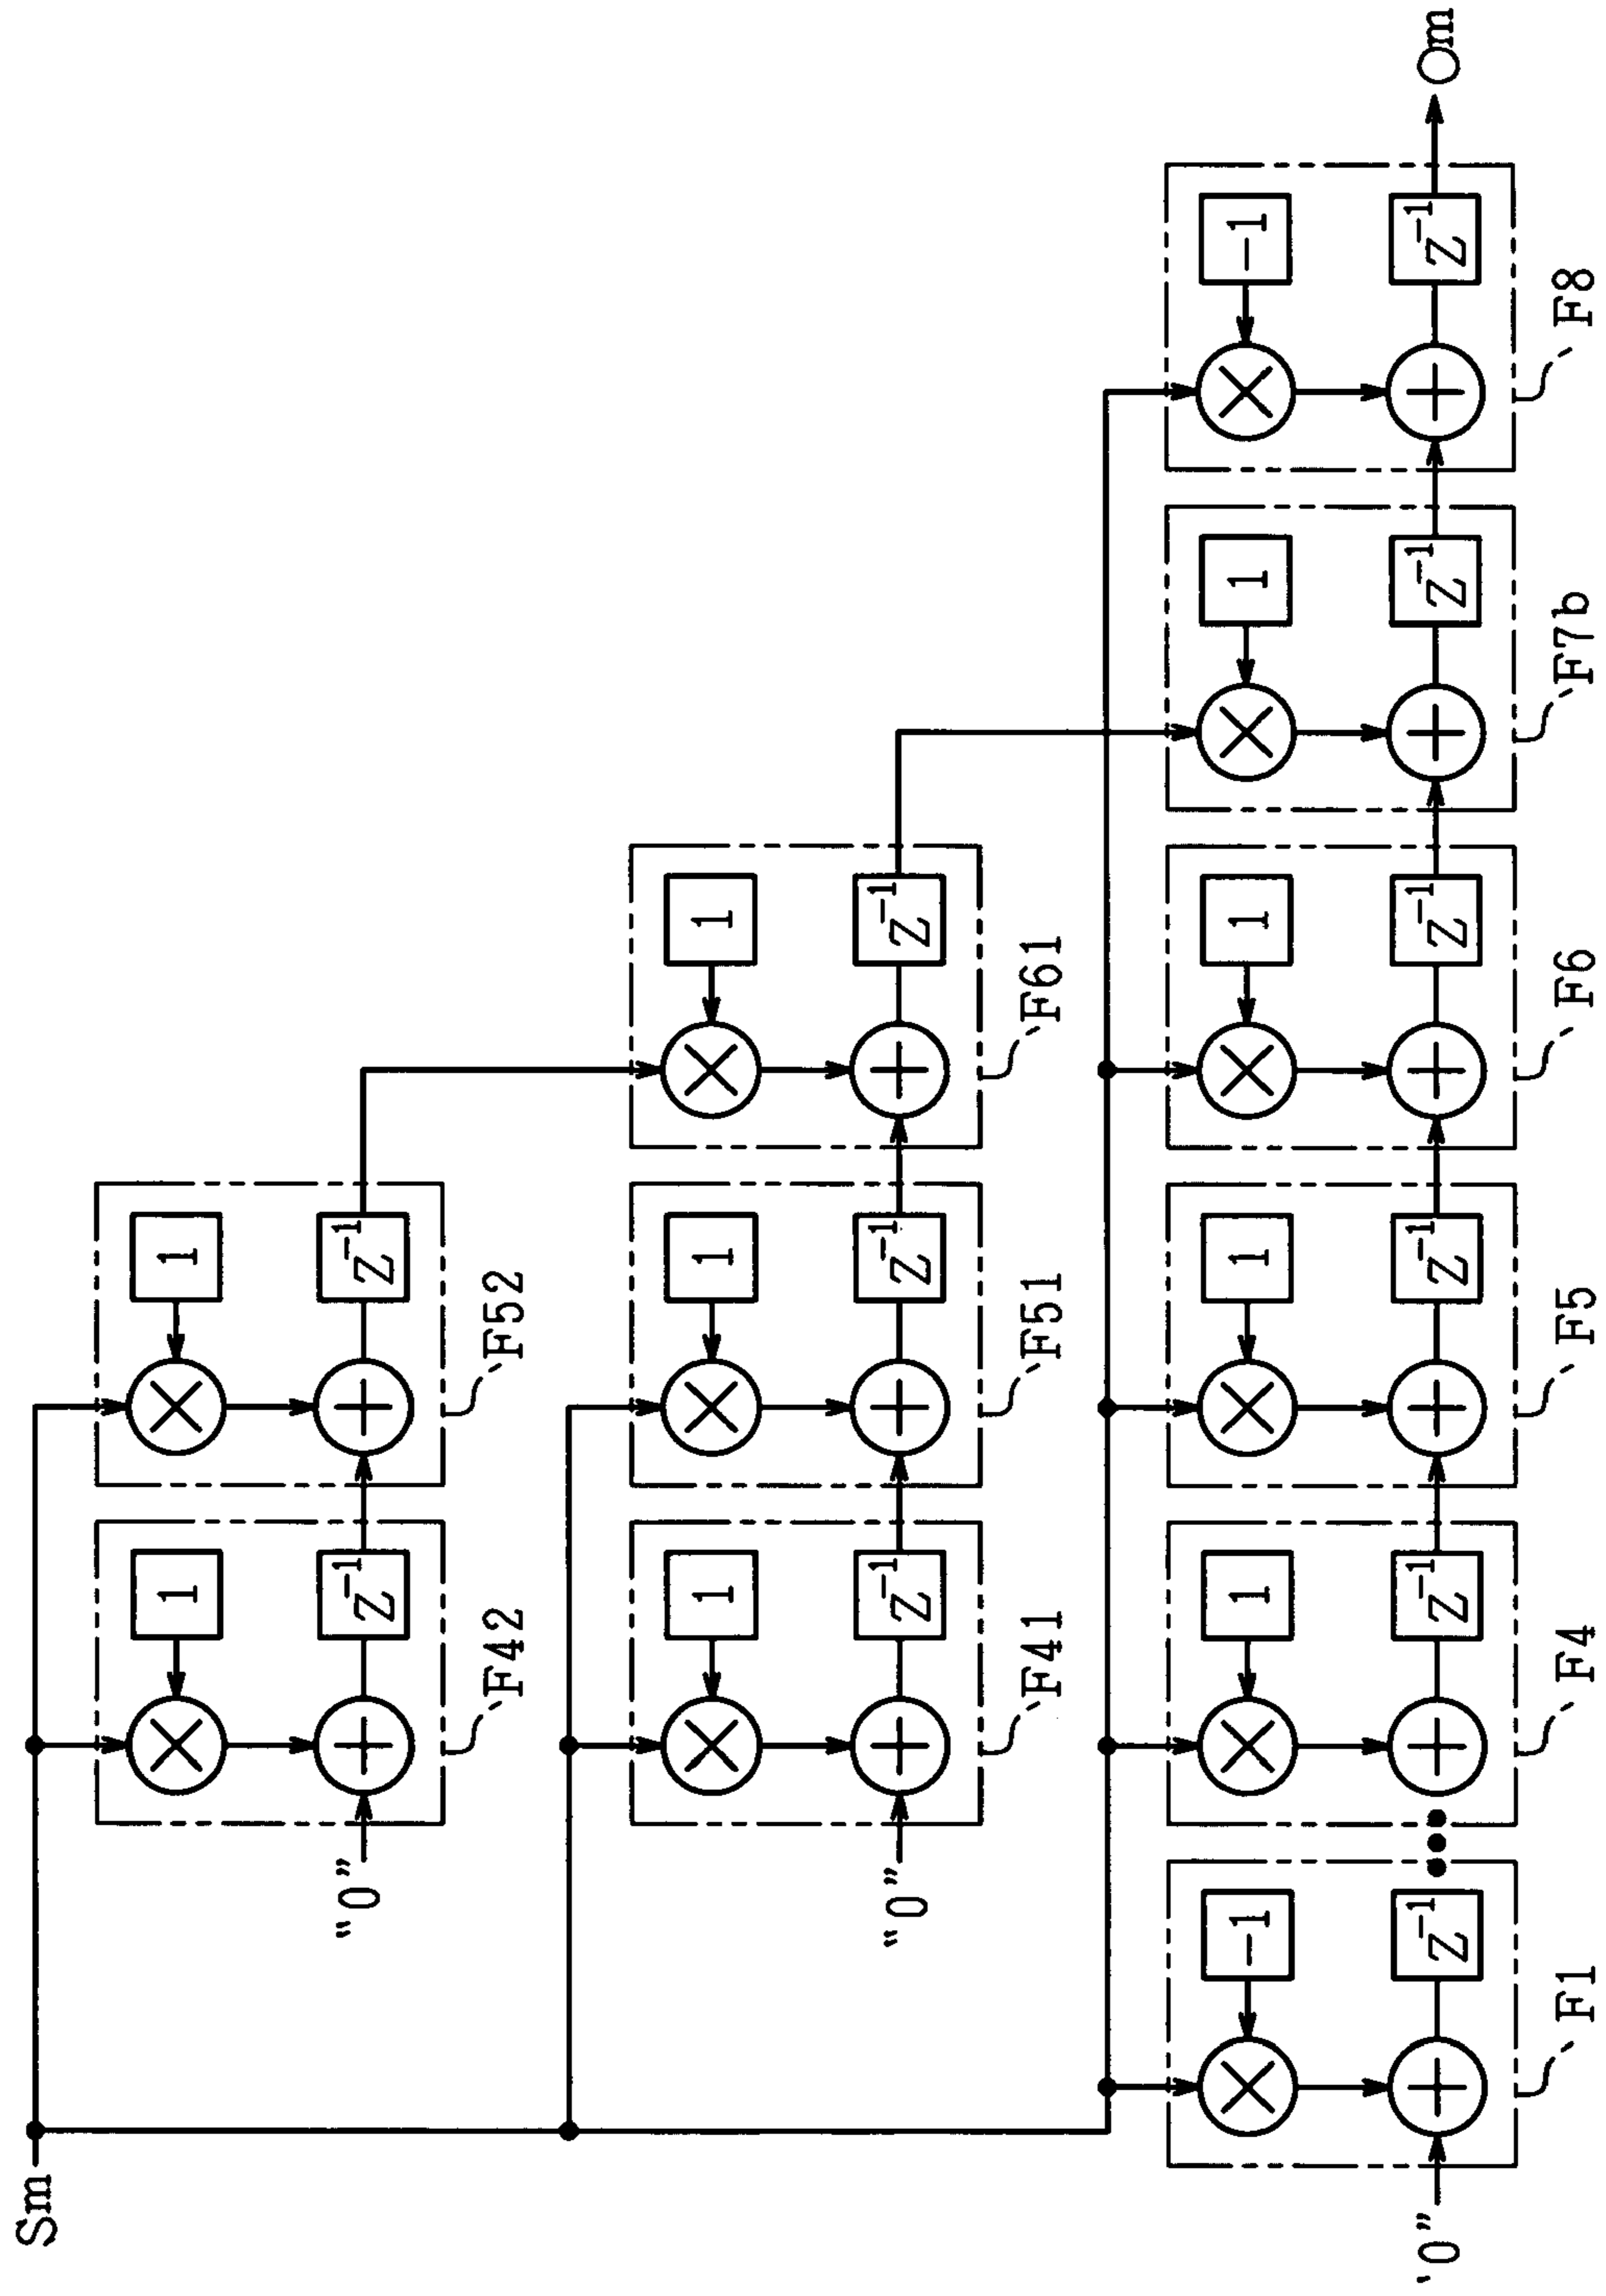 Sm
1 1
"0" Z⁻¹ Z⁻¹
F42 F52
1 1 1
"0" Z⁻¹ Z⁻¹ Z⁻¹
F41 F51 F61
−1 1 1 1 1 −1
'0" Z⁻¹ Z⁻¹ Z⁻¹ Z⁻¹ Z⁻¹ Z⁻¹ Om
F1 F4 F5 F6 F7b F8